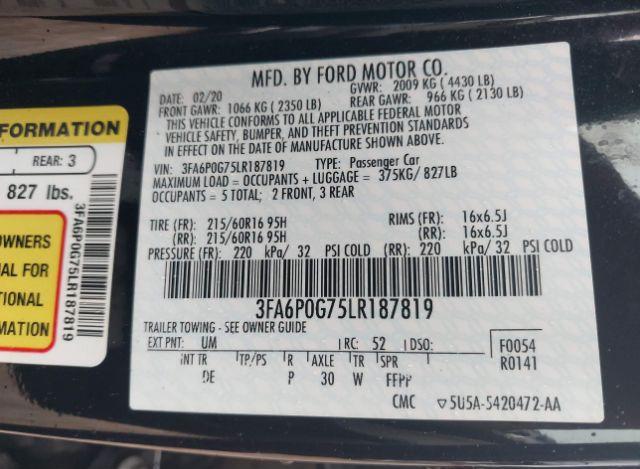 FORMATION
REAR: 3
827 lbs.
OWNERS
AL FOR
TIONAL
RMATION
3FA6P0G75LR187819
MFD. BY FORD MOTOR CO.
DATE: 02/20 GVWR: 2009 KG ( 4430 LB)
FRONT GAWR: 1066 KG ( 2350 LB) REAR GAWR: 966 KG ( 2130 LB)
THIS VEHICLE CONFORMS TO ALL APPLICABLE FEDERAL MOTOR
VEHICLE SAFETY, BUMPER, AND THEFT PREVENTION STANDARDS
IN EFFECT ON THE DATE OF MANUFACTURE SHOWN ABOVE.
VIN: 3FA6P0G75LR187819 TYPE: Passenger Car
MAXIMUM LOAD = OCCUPANTS + LUGGAGE = 375KG/ 827LB
OCCUPANTS = 5 TOTAL; 2 FRONT, 3 REAR
TIRE (FR): 215/60R16 95H RIMS (FR): 16x6.5J
(RR): 215/60R16 95H (RR): 16x6.5J
PRESSURE (FR): 220 kPa/ 32 PSI COLD (RR): 220 kPa/ 32 PSI COLD
3FA6P0G75LR187819
TRAILER TOWING - SEE OWNER GUIDE
EXT PNT: UM RC: 52 DSO: F0054
R0141
INT TR TP/PS R AXLE TR SPR
DE P 30 W FFPP
CMC ▽5U5A-5420472-AA